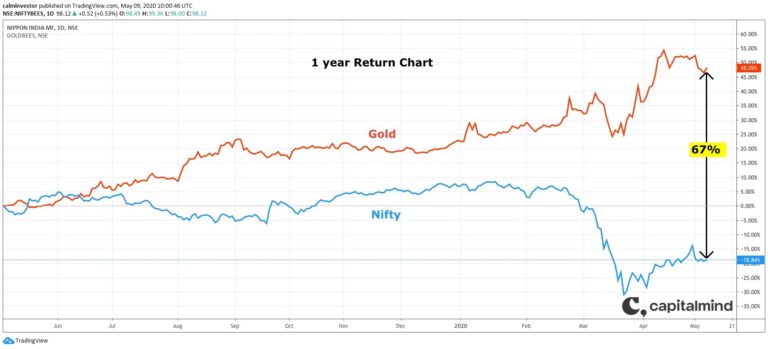 calminvestor published on TradingView.com, May 09, 2020 10:00:46 UTC
NSE:NIFTYBEES, 1D 98.12 ▲ +0.52 (+0.53%) O:98.49 H:99.36 L:98.00 C:98.12
NIPPON INDIA MF, 1D, NSE
GOLDBEES, NSE
1 year Return Chart
60.00%
55.00%
50.00%
48.09%
45.00%
40.00%
35.00%
30.00%
25.00%
Gold
20.00%
67%
15.00%
10.00%
5.00%
0.00%
Nifty
-5.00%
-10.00%
-15.00%
-18.84%
-20.00%
-25.00%
capitalmind
-30.00%
-35.00%
Jun Jul Aug Sep Oct Nov Dec 2020 Feb Mar Apr May 21
TradingView